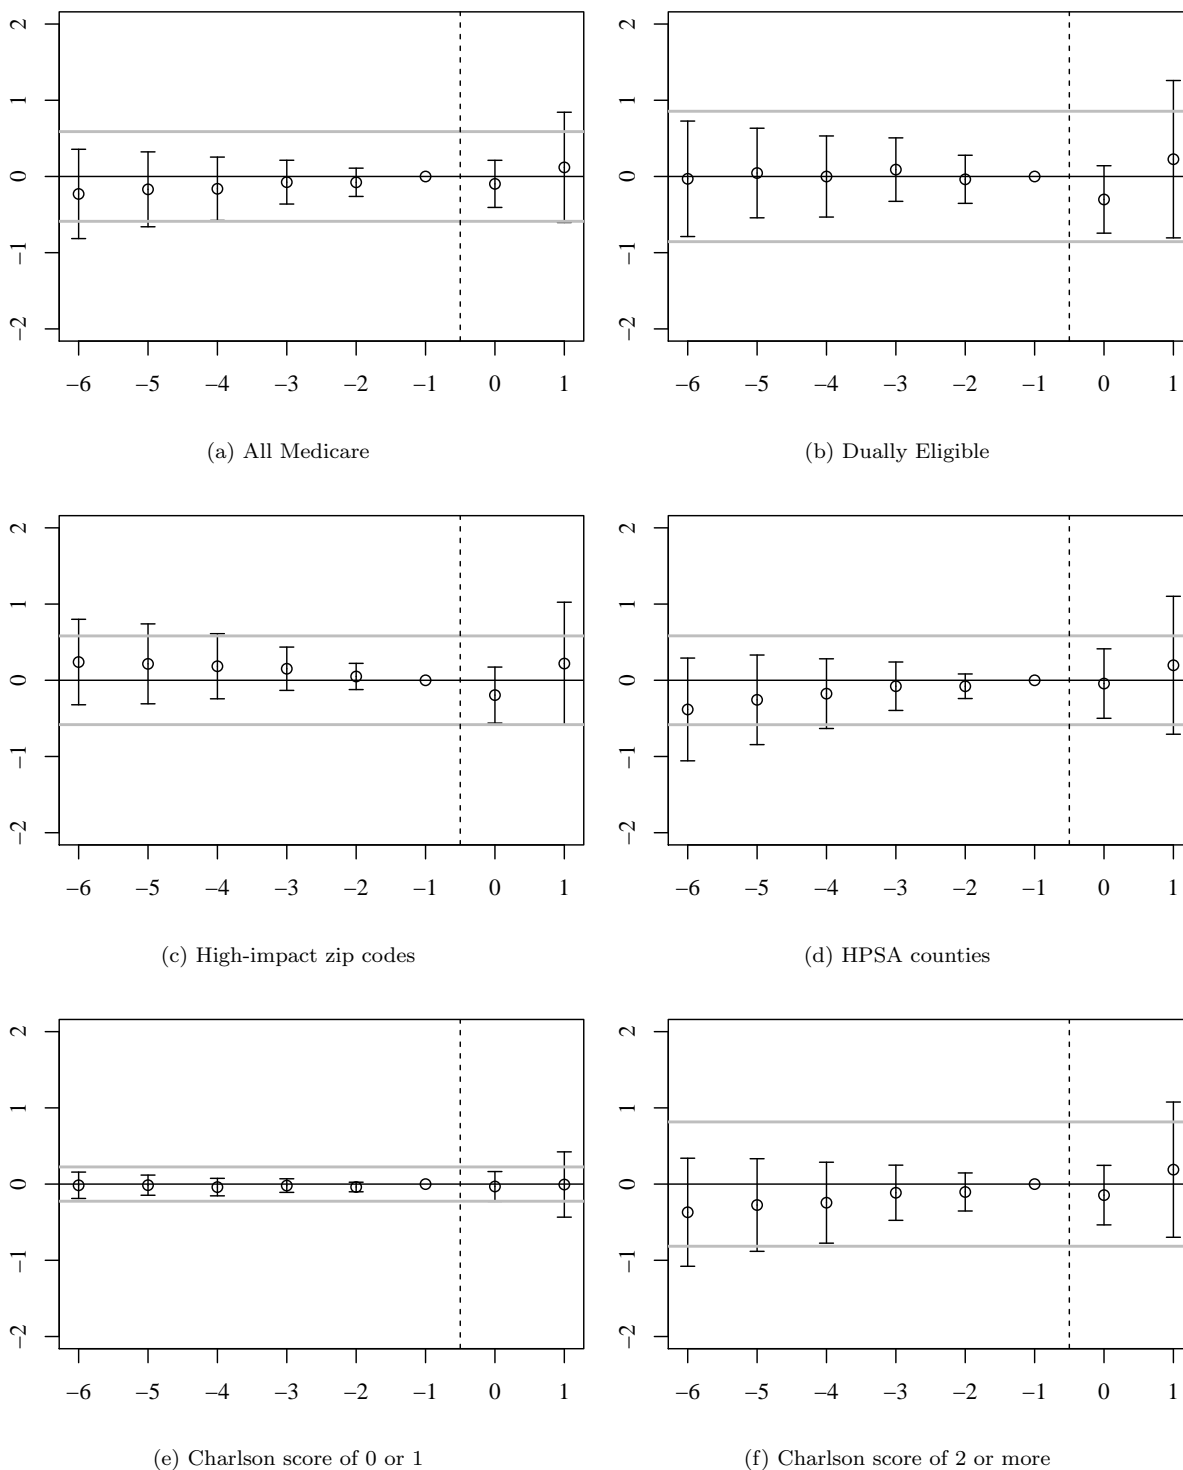 2
1
0
−1
−2
−6 −5 −4 −3 −2 −1 0 1
(a) All Medicare
2
1
0
−1
−2
−6 −5 −4 −3 −2 −1 0 1
(b) Dually Eligible
2
1
0
−1
−2
−6 −5 −4 −3 −2 −1 0 1
(c) High-impact zip codes
2
1
0
−1
−2
−6 −5 −4 −3 −2 −1 0 1
(d) HPSA counties
2
1
0
−1
−2
−6 −5 −4 −3 −2 −1 0 1
(e) Charlson score of 0 or 1
2
1
0
−1
−2
−6 −5 −4 −3 −2 −1 0 1
(f) Charlson score of 2 or more